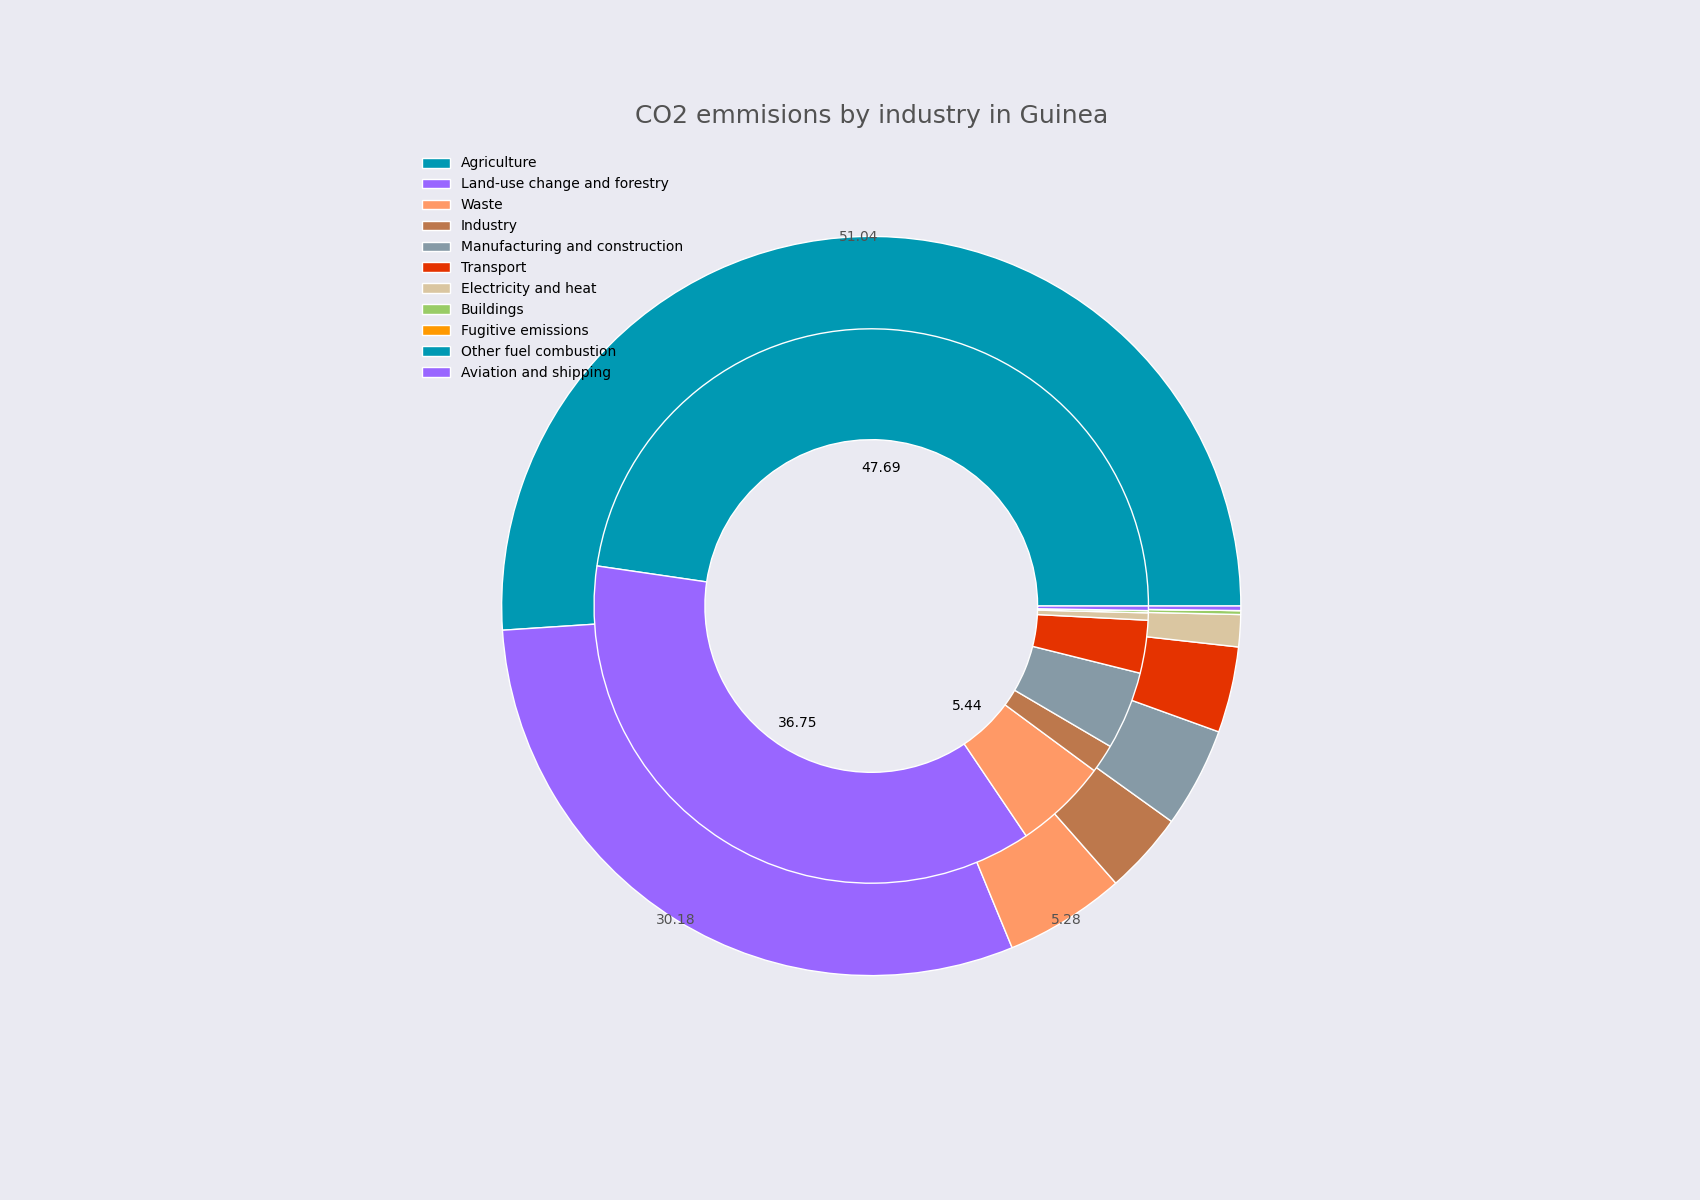 CO2 emmisions by industry in Guinea
Agriculture
Land-use change and forestry
Waste
Industry
Manufacturing and construction
Transport
Electricity and heat
Buildings
Fugitive emissions
Other fuel combustion
Aviation and shipping
51.04
47.69
5.44
36.75
30.18
5.28